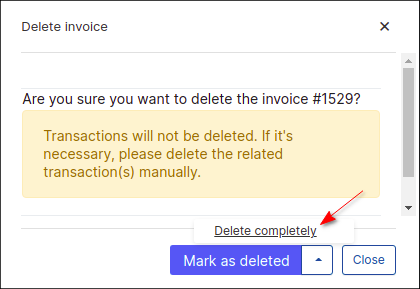 Delete invoice
Are you sure you want to delete the invoice #1529?
Transactions will not be deleted. If it's
necessary, please delete the related
transaction(s) manually.
Delete completely
Mark as deleted
Close